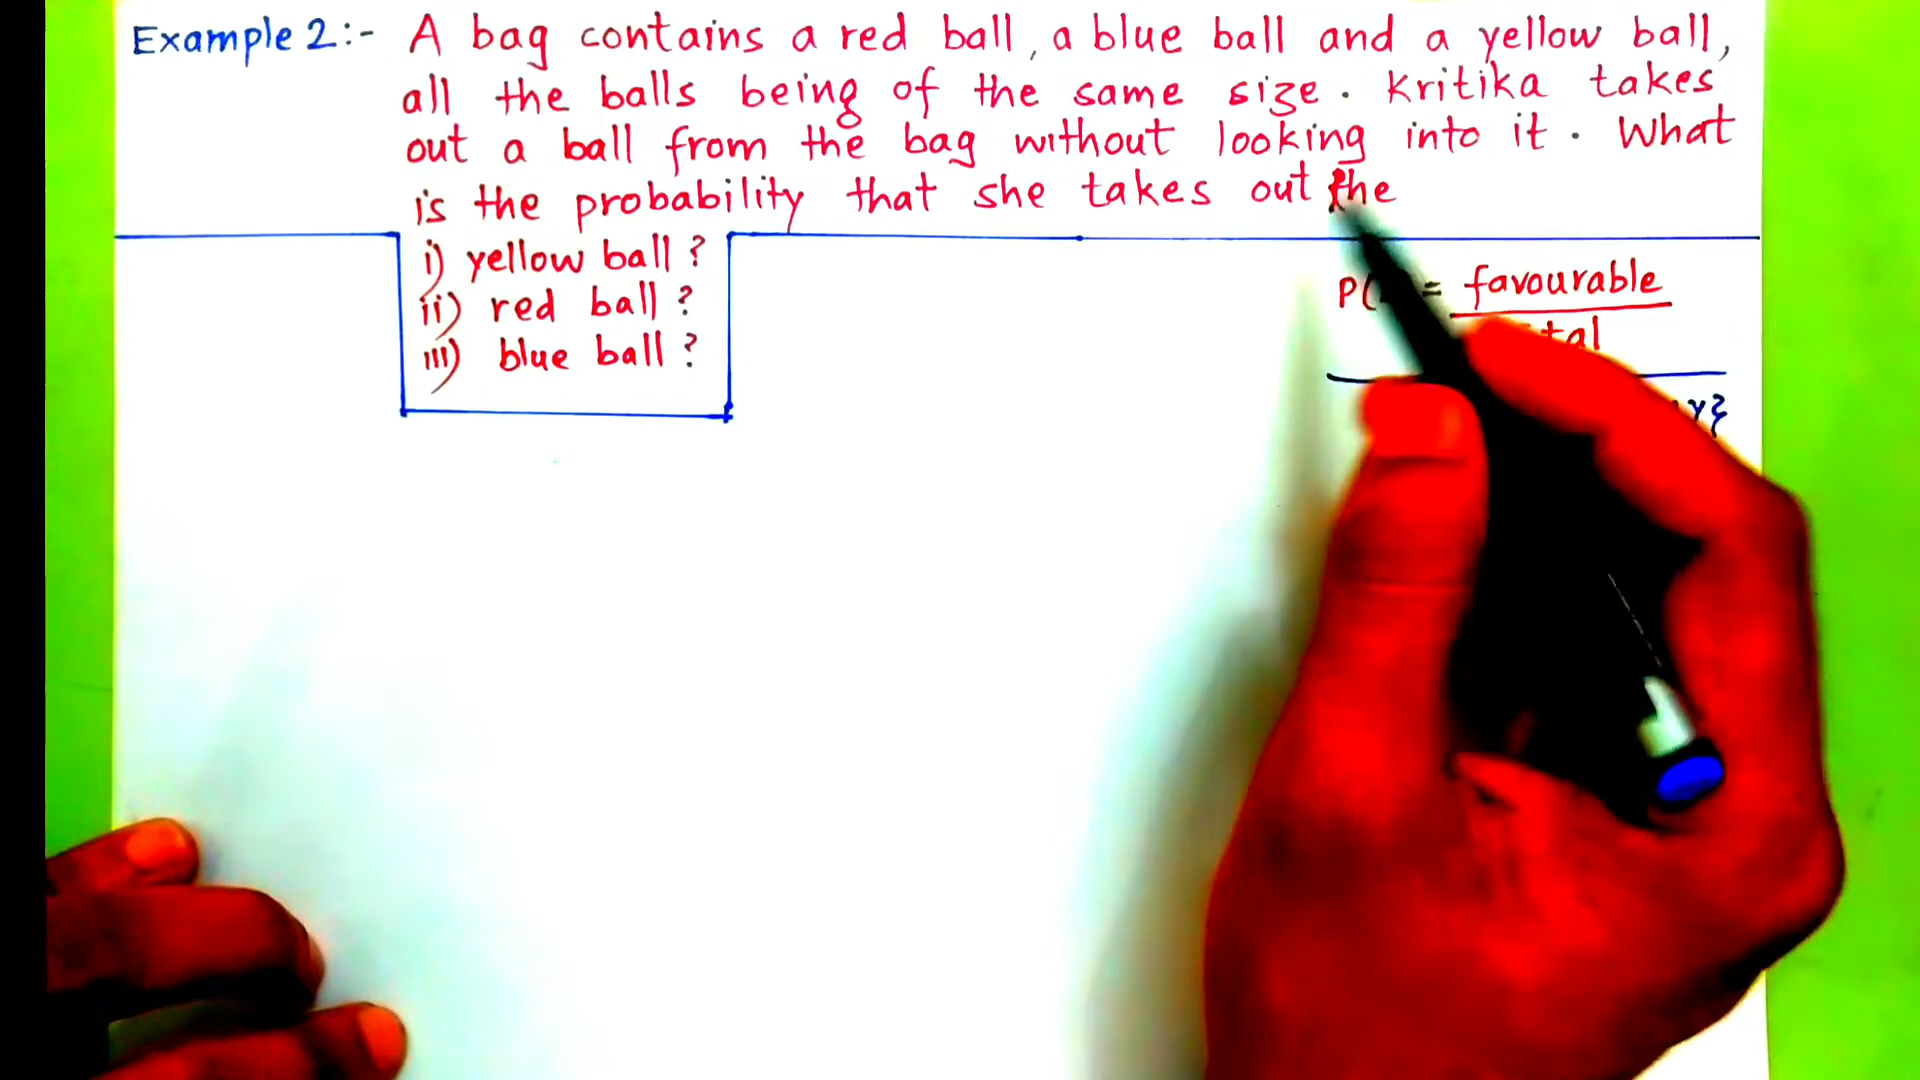 Example 2:- A bag contains a red ball, a blue ball and a yellow ball,
all the balls being of the same size. Kritika takes
out a ball from the bag without looking into it. What
is the probability that she takes out the
i) yellow ball?
ii) red ball?
iii) blue ball?
= favourable